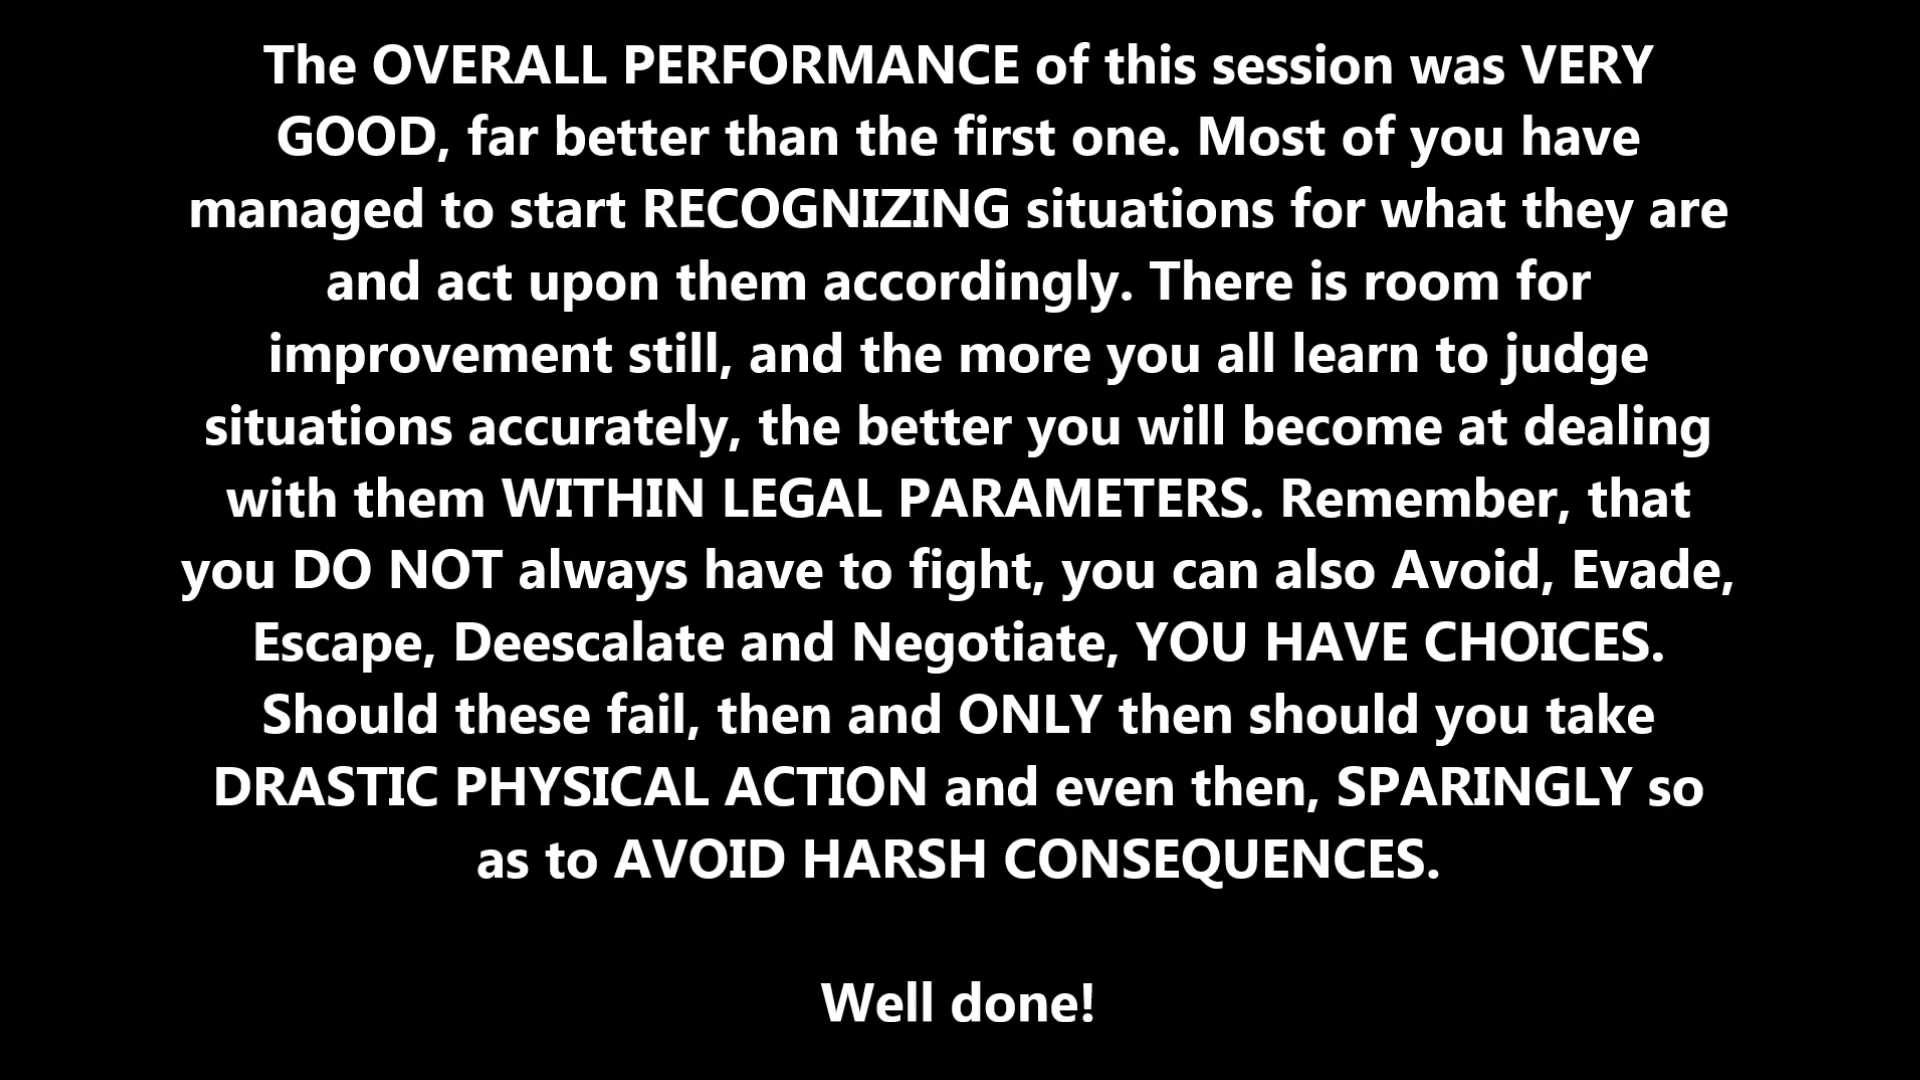 The OVERALL PERFORMANCE of this session was VERY
GOOD, far better than the first one. Most of you have
managed to start RECOGNIZING situations for what they are
and act upon them accordingly. There is room for
improvement still, and the more you all learn to judge
situations accurately, the better you will become at dealing
with them WITHIN LEGAL PARAMETERS. Remember, that
you DO NOT always have to fight, you can also Avoid, Evade,
Escape, Deescalate and Negotiate, YOU HAVE CHOICES.
Should these fail, then and ONLY then should you take
DRASTIC PHYSICAL ACTION and even then, SPARINGLY so
as to AVOID HARSH CONSEQUENCES.
Well done!